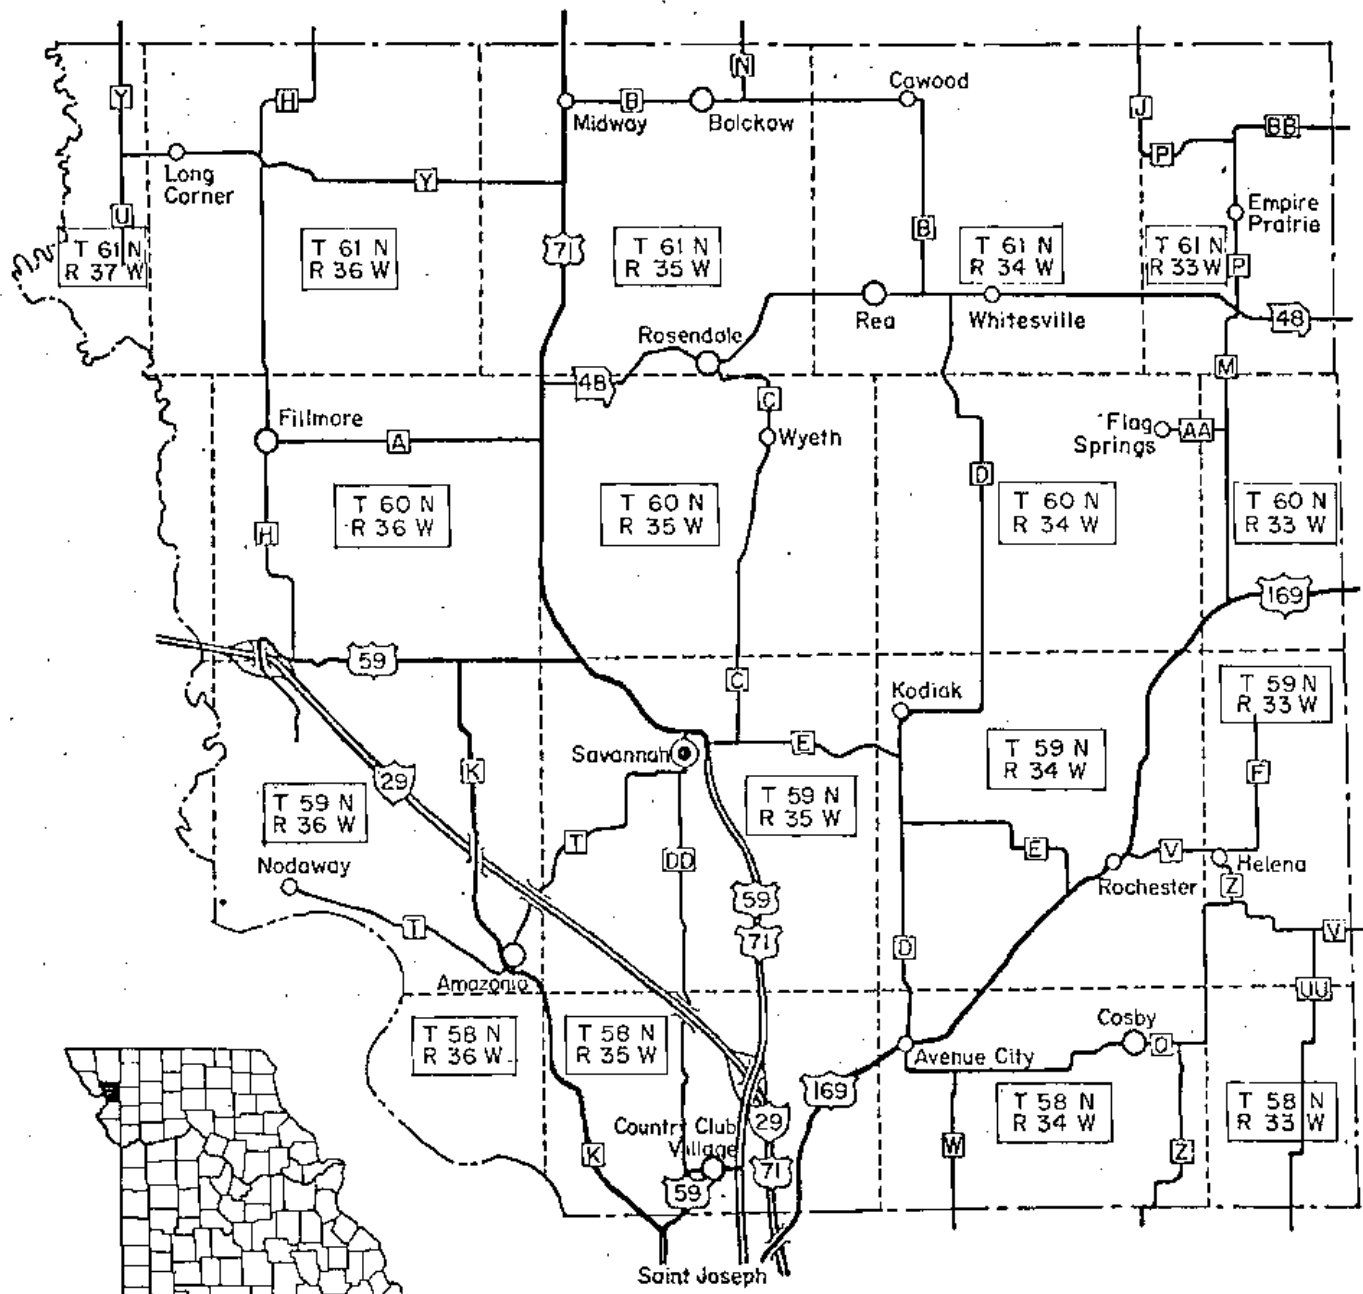 N
Cawood
Y
H
B
Midway
Bolckow
J
BB
P
Long
Corner
Y
U
Empire
Prairie
T 61 N
R 37 W
T 61 N
R 36 W
71
T 61 N
R 35 W
B
T 61 N
R 34 W
T 61 N
R 33 W
P
Rea
Whitesville
48
Rosendale
48
M
C
Fillmore
A
Wyeth
Flag
Springs
AA
D
T 60 N
R 36 W
T 60 N
R 35 W
T 60 N
R 34 W
T 60 N
R 33 W
H
169
59
C
Kodiak
T 59 N
R 33 W
Savannah
E
T 59 N
R 34 W
K
29
F
T 59 N
R 36 W
T 59 N
R 35 W
T
DD
E
V
Nodaway
Rochester
Helena
Z
59
T
71
D
V
Amazonia
UU
T 58 N
R 36 W
T 58 N
R 35 W
Cosby
O
Avenue City
169
T 58 N
R 34 W
T 58 N
R 33 W
Country Club
Village
29
K
W
Z
59
71
Saint Joseph